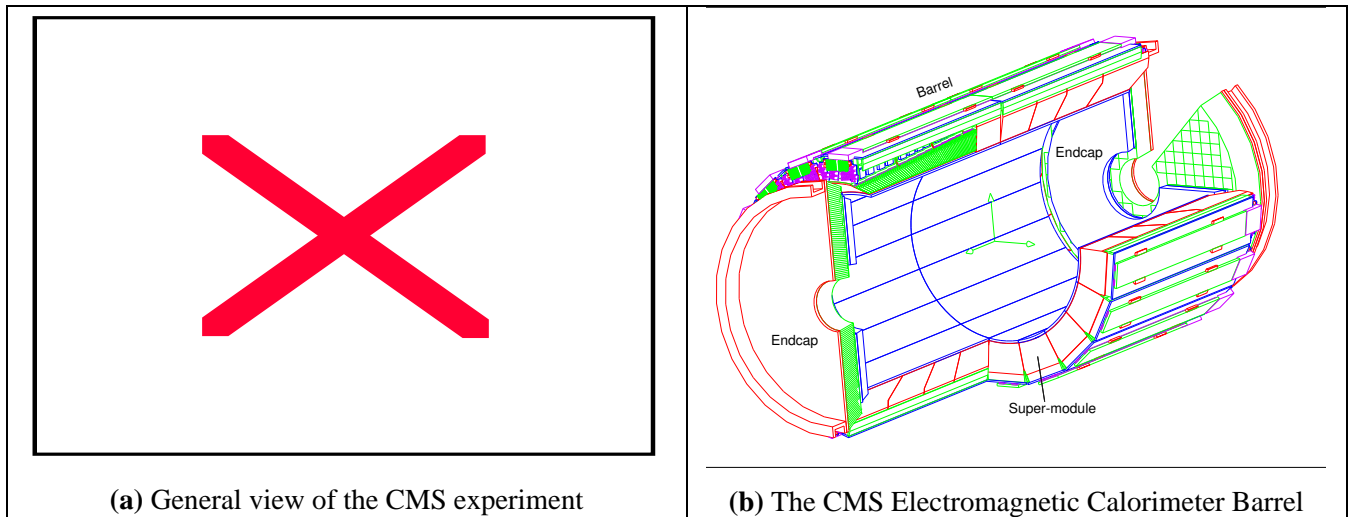 Barrel
Endcap
Endcap
Super-module
(a) General view of the CMS experiment
(b) The CMS Electromagnetic Calorimeter Barrel